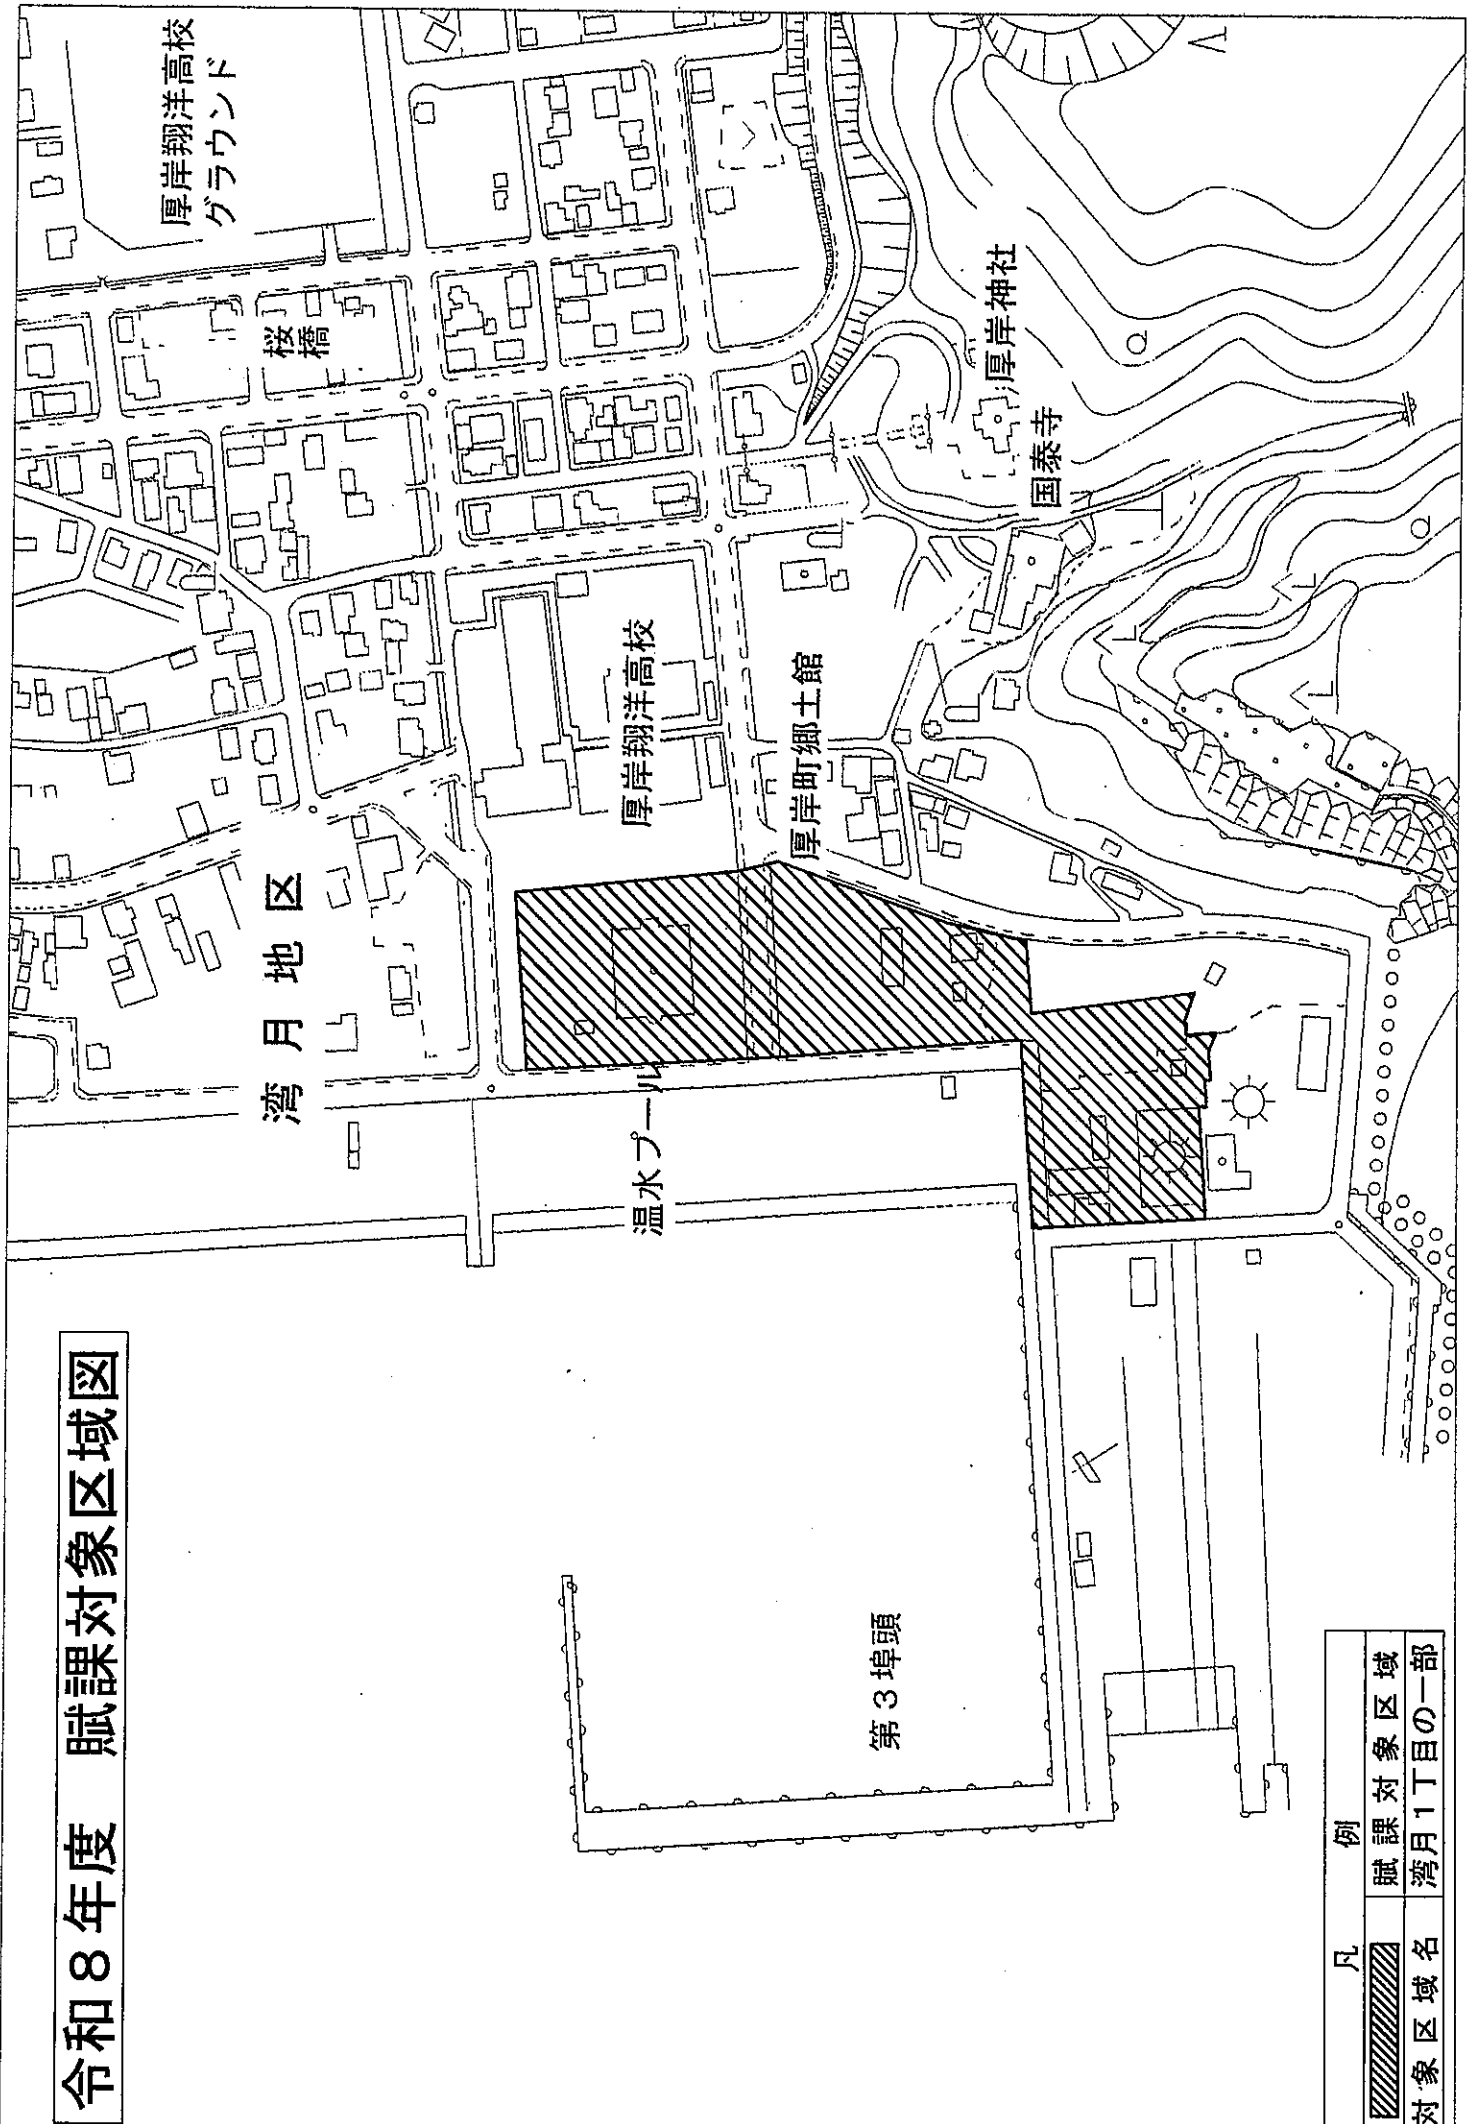 令和８年度　賦課対象区域図
厚岸翔洋高校
グラウンド
桜
橋
湾月地区
厚岸翔洋高校
温水プール
厚岸町郷土館
厚岸神社
国泰寺
第３埠頭
凡例
賦課対象区域
対象区域名　湾月１丁目の一部